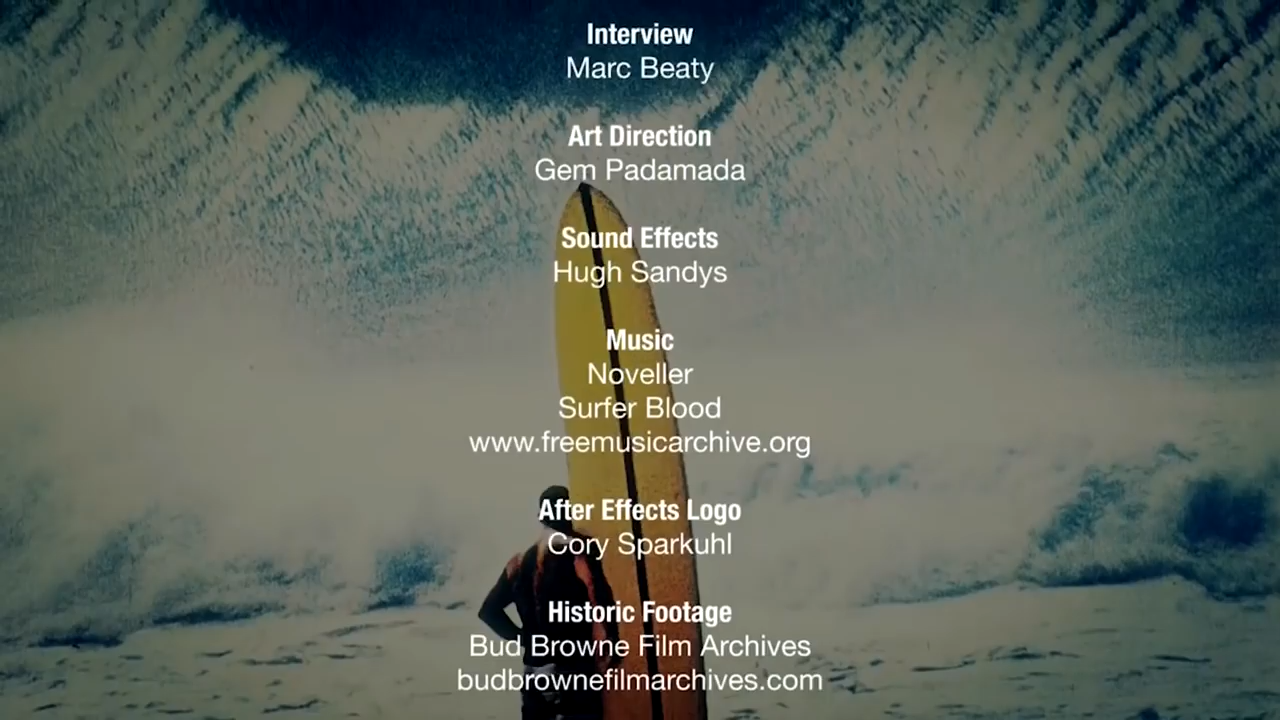 Interview
Marc Beaty
Art Direction
Gem Padamada
Sound Effects
Hugh Sandys
Music
Noveller
Surfer Blood
www.freemusicarchive.org
After Effects Logo
Cory Sparkuhl
Historic Footage
Bud Browne Film Archives
budbrownefilmarchives.com